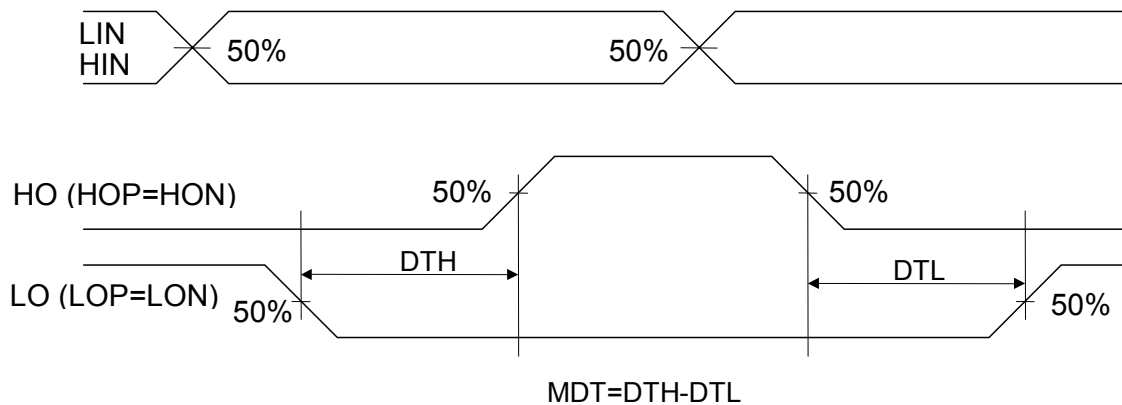 LIN
HIN
50%
50%
HO (HOP=HON)
50%
50%
DTH
DTL
LO (LOP=LON)
50%
50%
MDT=DTH-DTL